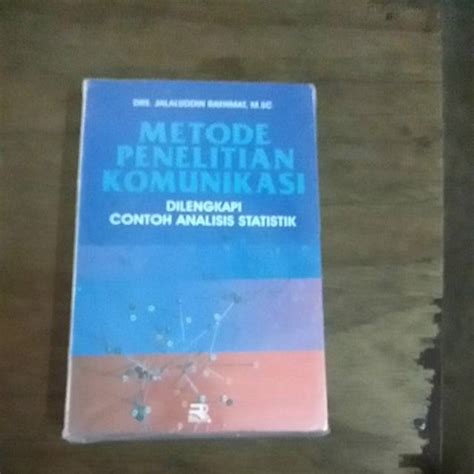 DRS. JALALUDDIN RAKHMAT, M.SC
METODE
PENELITIAN
KOMUNIKASI
DILENGKAPI
CONTOH ANALISIS STATISTIK